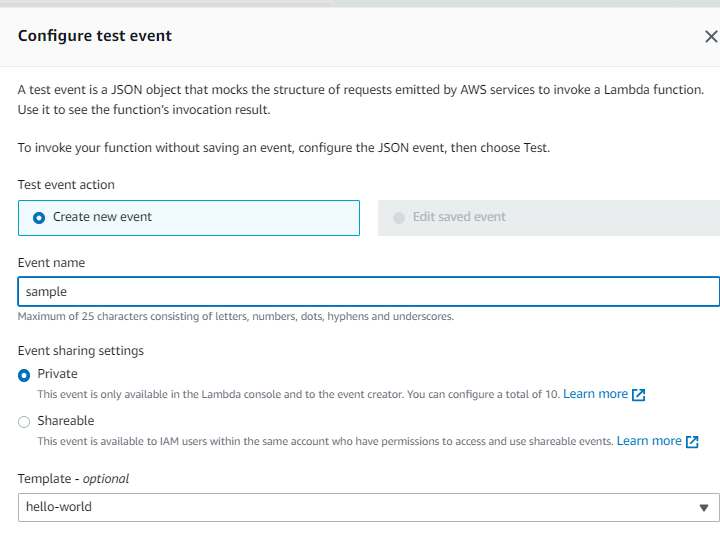 Configure test event
A test event is a JSON object that mocks the structure of requests emitted by AWS services to invoke a Lambda function.
Use it to see the function's invocation result.
To invoke your function without saving an event, configure the JSON event, then choose Test.
Test event action
Create new event
Edit saved event
Event name
sample
Maximum of 25 characters consisting of letters, numbers, dots, hyphens and underscores.
Event sharing settings
Private
This event is only available in the Lambda console and to the event creator. You can configure a total of 10. Learn more
Shareable
This event is available to IAM users within the same account who have permissions to access and use shareable events. Learn more
Template - optional
hello-world